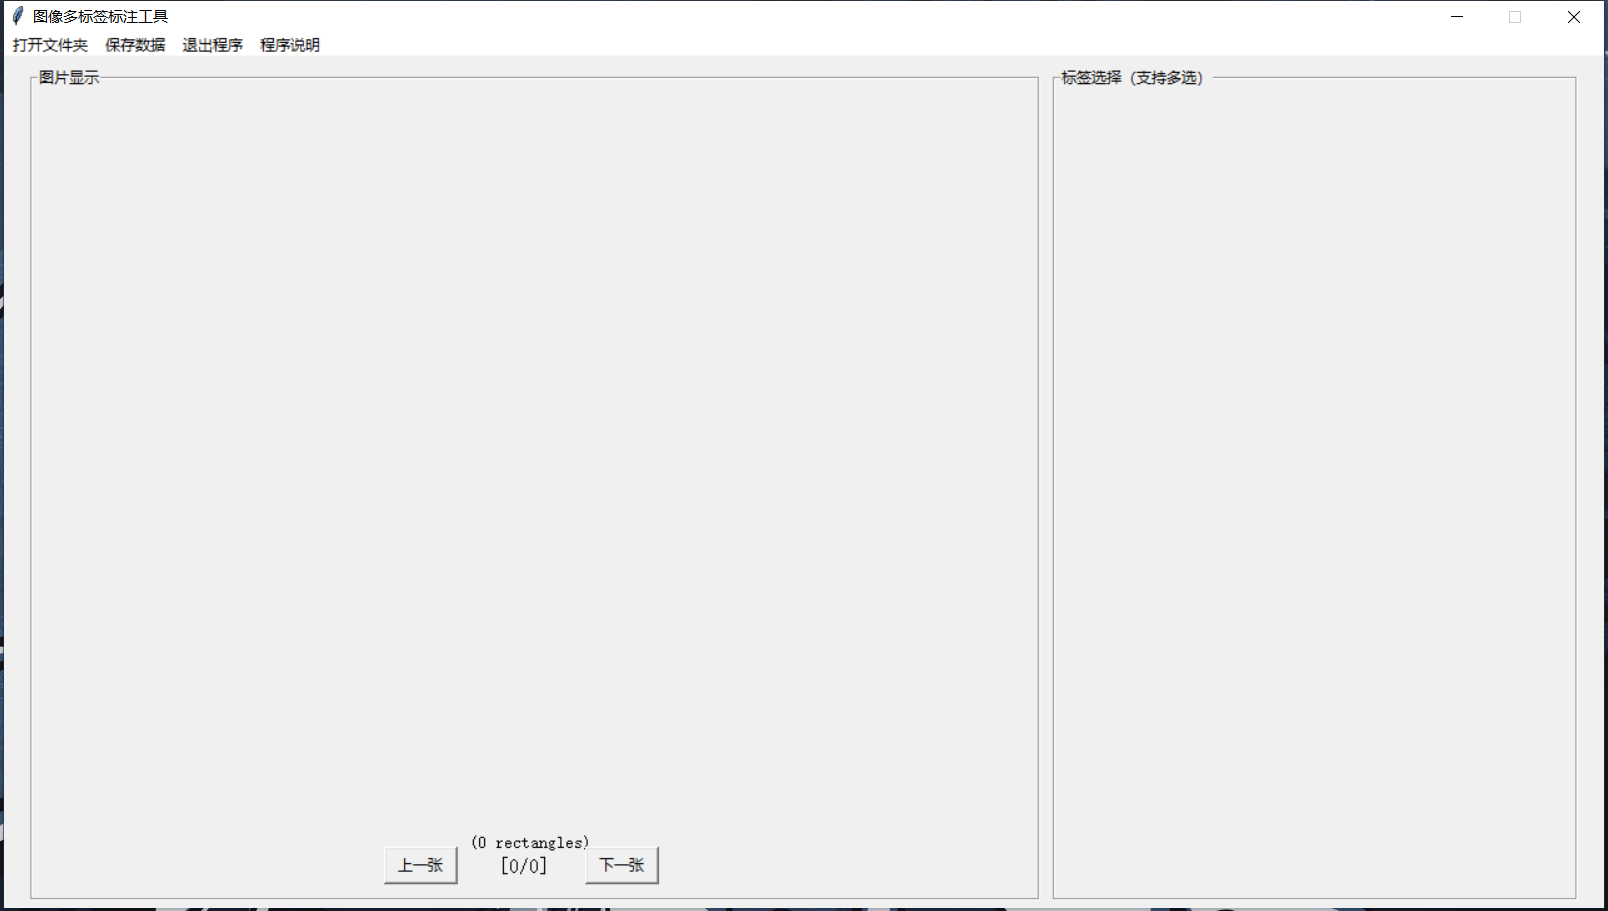 图像多标签标注工具
打开文件夹 保存数据 退出程序 程序说明
图片显示
标签选择（支持多选）
(0 rectangles)
上一张 [0/0] 下一张